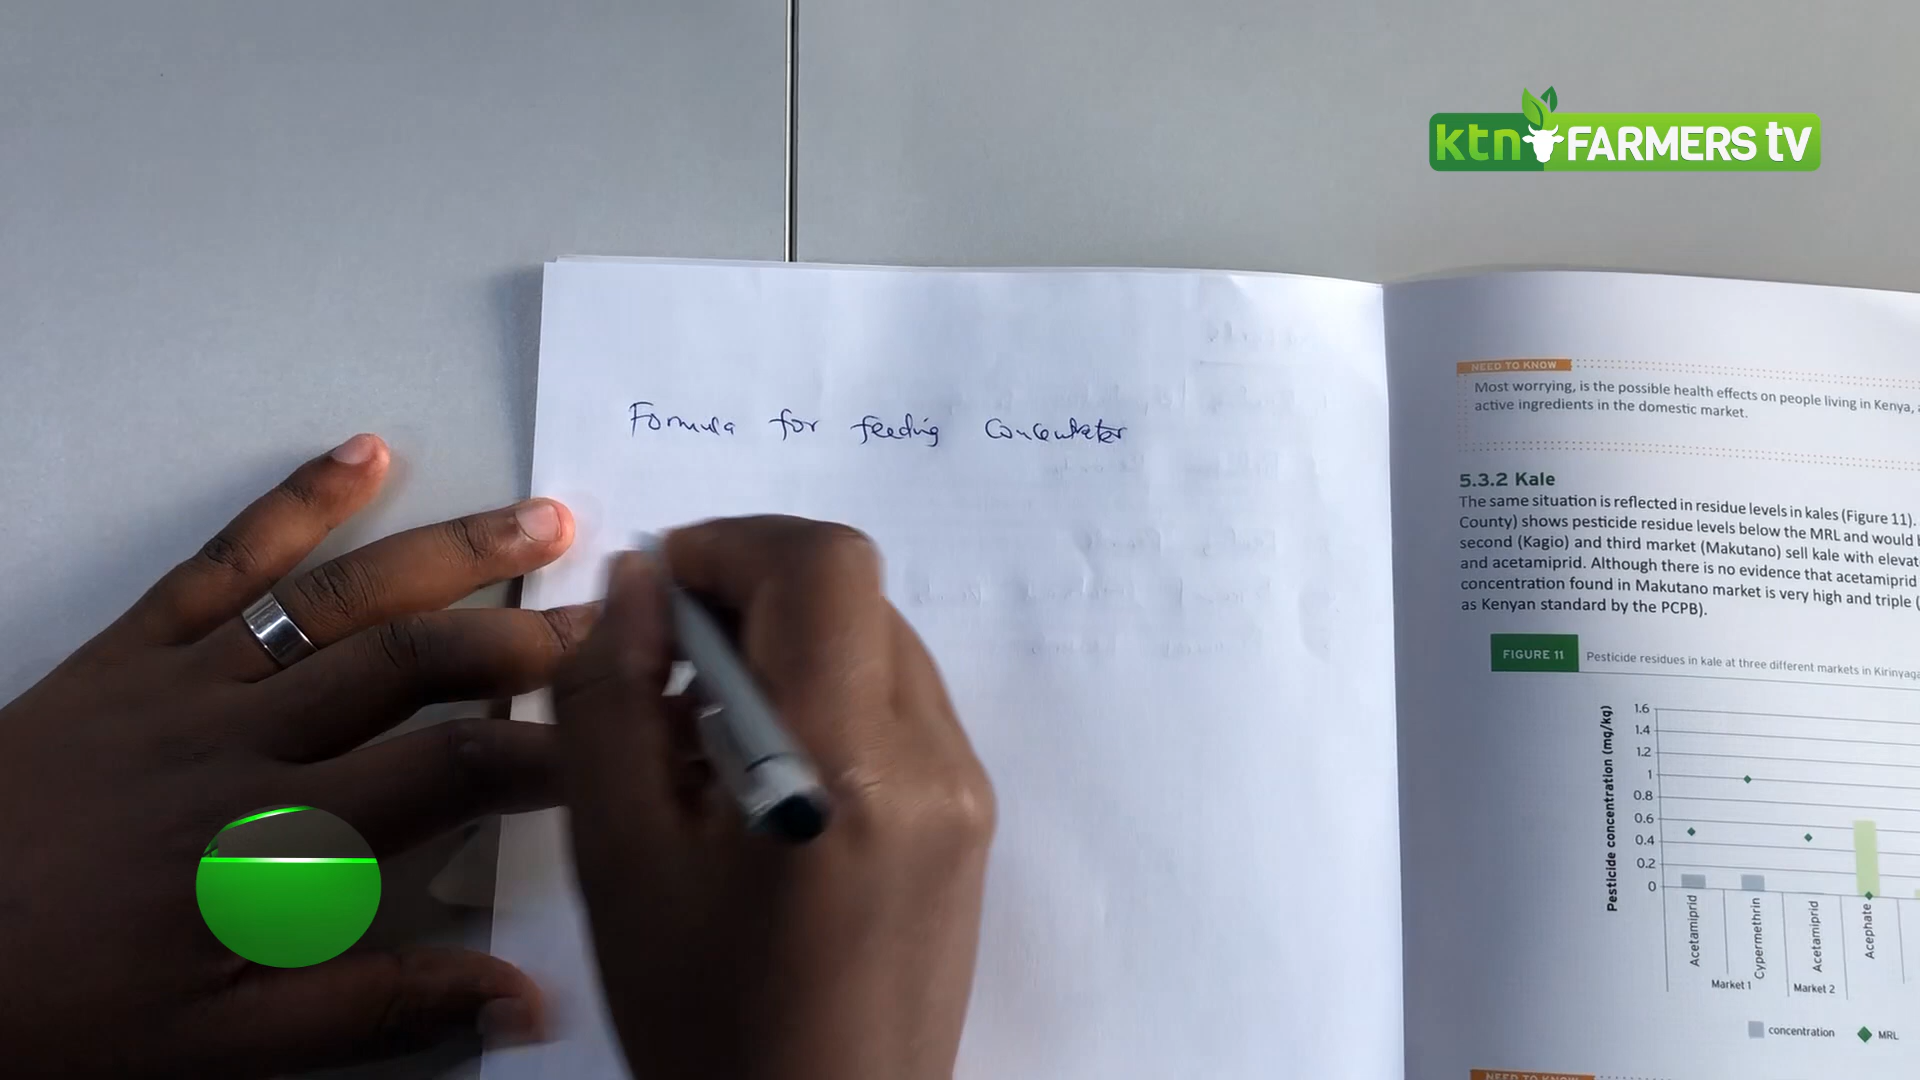 ktn FARMERS tv
Formula for feeding Concentrates
NEED TO KNOW
Most worrying, is the possible health effects on people living in Kenya,
active ingredients in the domestic market.
5.3.2 Kale
The same situation is reflected in residue levels in kales (Figure 11).
County) shows pesticide residue levels below the MRL and would
second (Kagio) and third market (Makutano) sell kale with
and acetamiprid. Although there is no evidence that acetamiprid
concentration found in Makutano market is very high and triple (
as Kenyan standard by the PCPB).
FIGURE 11 Pesticide residues in kale at three different markets in
Pesticide concentration (mg/kg)
1.6
1.4
1.2
1
0.8
0.6
0.4
0.2
0
Acetamiprid
Cypermethrin
Acetamiprid
Acephate
Market 1
Market 2
concentration
MRL
NEED TO KNOW